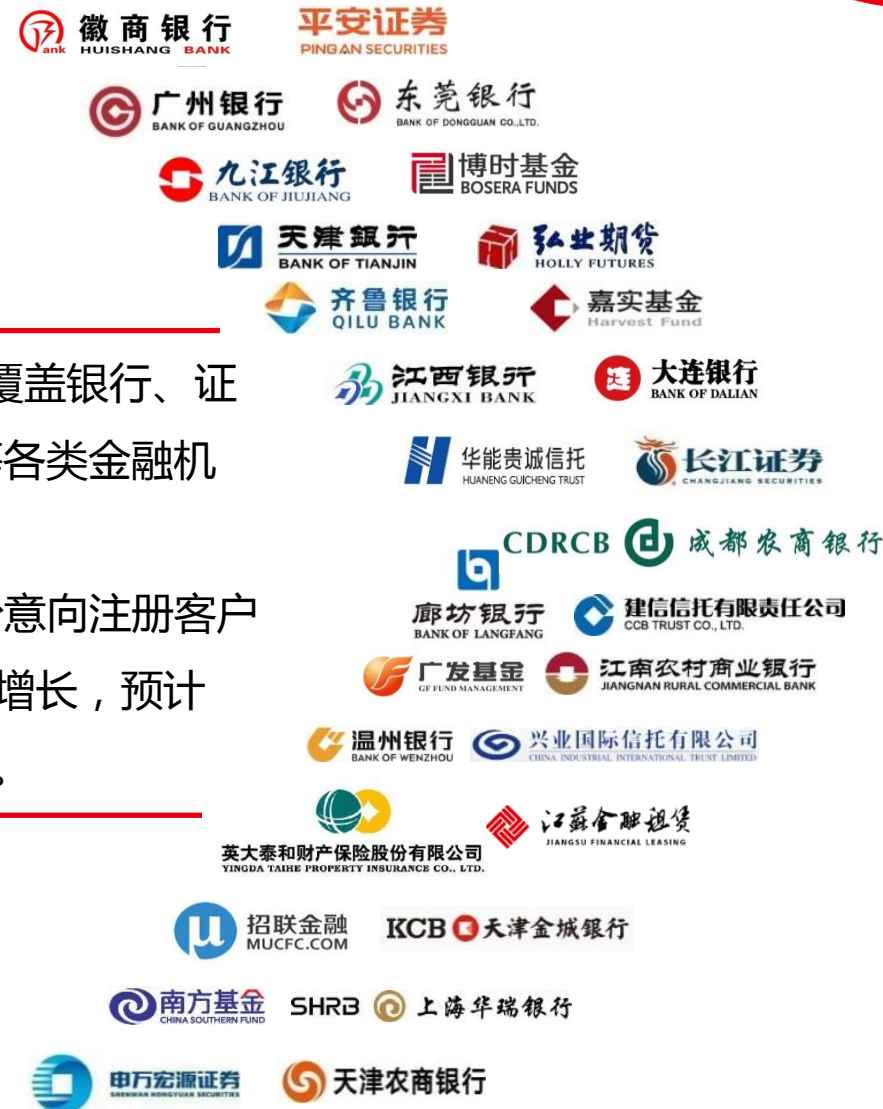 徽商银行
HUISHANG BANK
Bank
平安证券
PINGAN SECURITIES
广州银行
BANK OF GUANGZHOU
东莞银行
BANK OF DONGGUAN CO.,LTD.
九江银行
BANK OF JIUJIANG
博时基金
BOSERA FUNDS
天津銀行
BANK OF TIANJIN
弘业期货
HOLLY FUTURES
齐鲁银行
QILU BANK
嘉实基金
Harvest Fund
覆盖银行、证
各类金融机
意向注册客户
增长，预计
。
江西银行
JIANGXI BANK
大连银行
BANK OF DALIAN
华能贵诚信托
HUANENG GUICHENG TRUST
长江证券
CHANGJIANG SECURITIES
CDRCB 成都农商银行
廊坊银行
BANK OF LANGFANG
建信信托有限责任公司
CCB TRUST CO., LTD.
广发基金
GF FUND MANAGEMENT
江南农村商业银行
JIANGNAN RURAL COMMERCIAL BANK
温州银行
BANK OF WENZHOU
兴业国际信托有限公司
CHINA INDUSTRIAL INTERNATIONAL TRUST LIMITED
英大泰和财产保险股份有限公司
YINGDA TAIHE PROPERTY INSURANCE CO., LTD.
江苏金融租赁
JIANGSU FINANCIAL LEASING
招联金融
MUCFC.COM
KCB 天津金城银行
南方基金
CHINA SOUTHERN FUND
SHRB 上海华瑞银行
申万宏源证券
SHENWAN HONGYUAN SECURITIES
天津农商银行